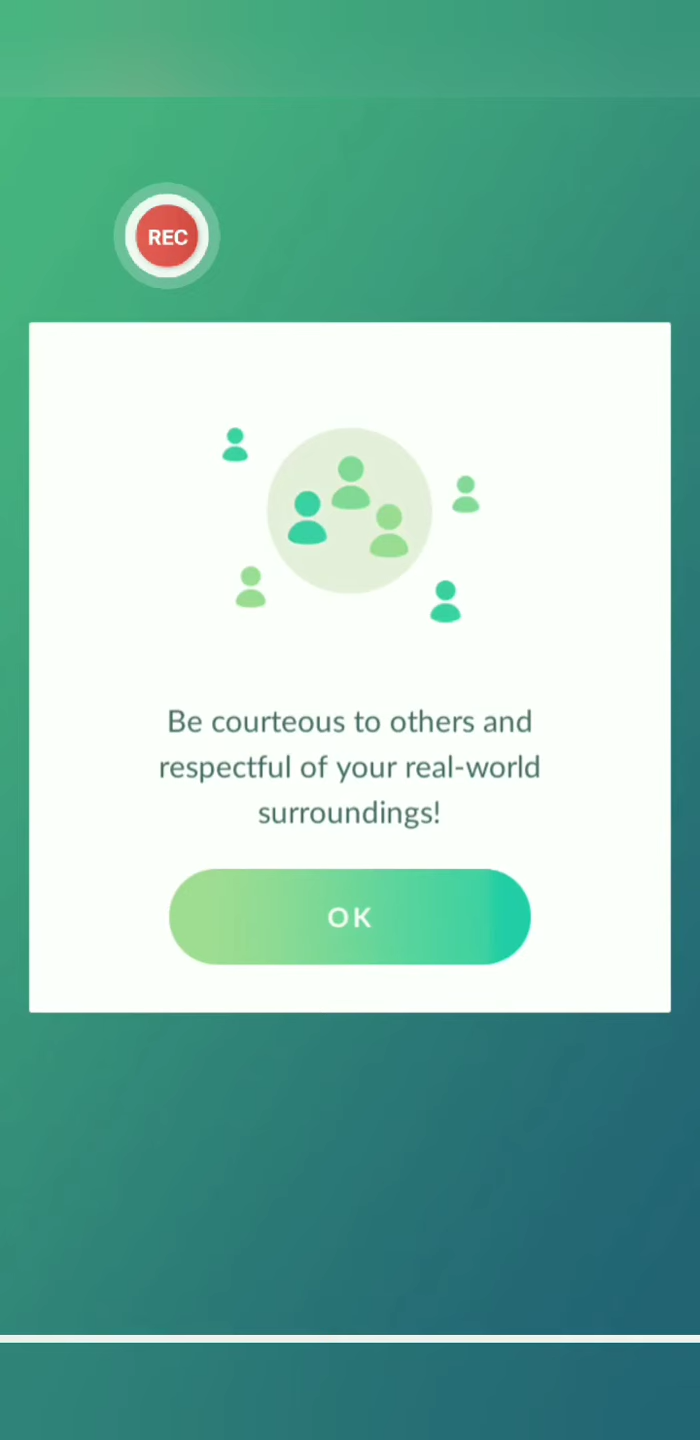 REC
Be courteous to others and
respectful of your real-world
surroundings!
OK